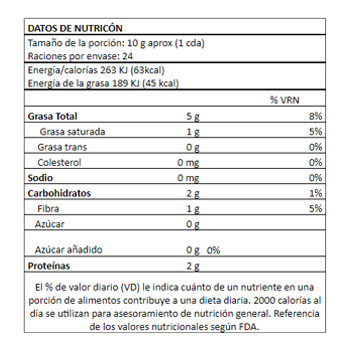 DATOS DE NUTRICÓN
Tamaño de la porción: 10 g aprox (1 cda)
Raciones por envase: 24
Energía/calorías 263 KJ (63kcal)
Energía de la grasa 189 KJ (45 kcal)
% VRN
Grasa Total 5 g 8%
Grasa saturada 1 g 5%
Grasa trans 0 g 0%
Colesterol 0 mg 0%
Sodio 0 mg 0%
Carbohidratos 2 g 1%
Fibra 1 g 5%
Azúcar 0 g
Azúcar añadido 0 g 0%
Proteínas 2 g
El % de valor diario (VD) le indica cuánto de un nutriente en una
porción de alimentos contribuye a una dieta diaria. 2000 calorías al
día se utilizan para asesoramiento de nutrición general. Referencia
de los valores nutricionales según FDA.